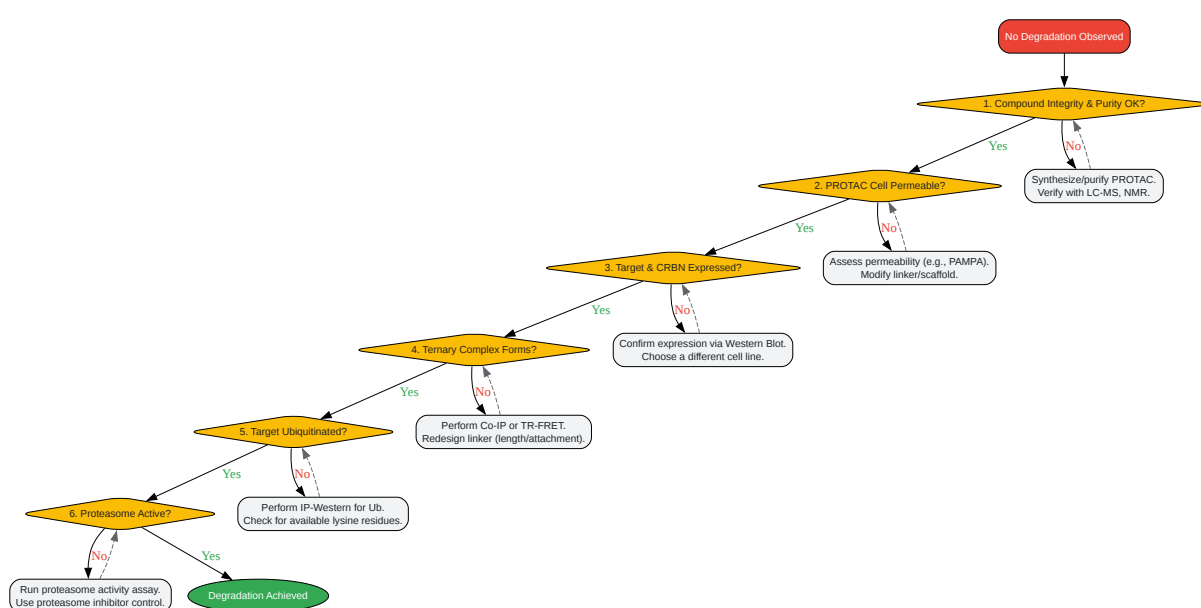 No Degradation Observed
1. Compound Integrity & Purity OK?
Yes
No
Synthesize/purify PROTAC.
Verify with LC-MS, NMR.
2. PROTAC Cell Permeable?
Yes
No
Assess permeability (e.g., PAMPA).
Modify linker/scaffold.
3. Target & CRBN Expressed?
Yes
No
Confirm expression via Western Blot.
Choose a different cell line.
4. Ternary Complex Forms?
Yes
No
Perform Co-IP or TR-FRET.
Redesign linker (length/attachment).
5. Target Ubiquitinated?
Yes
No
Perform IP-Western for Ub.
Check for available lysine residues.
6. Proteasome Active?
No
Yes
Run proteasome activity assay.
Use proteasome inhibitor control.
Degradation Achieved